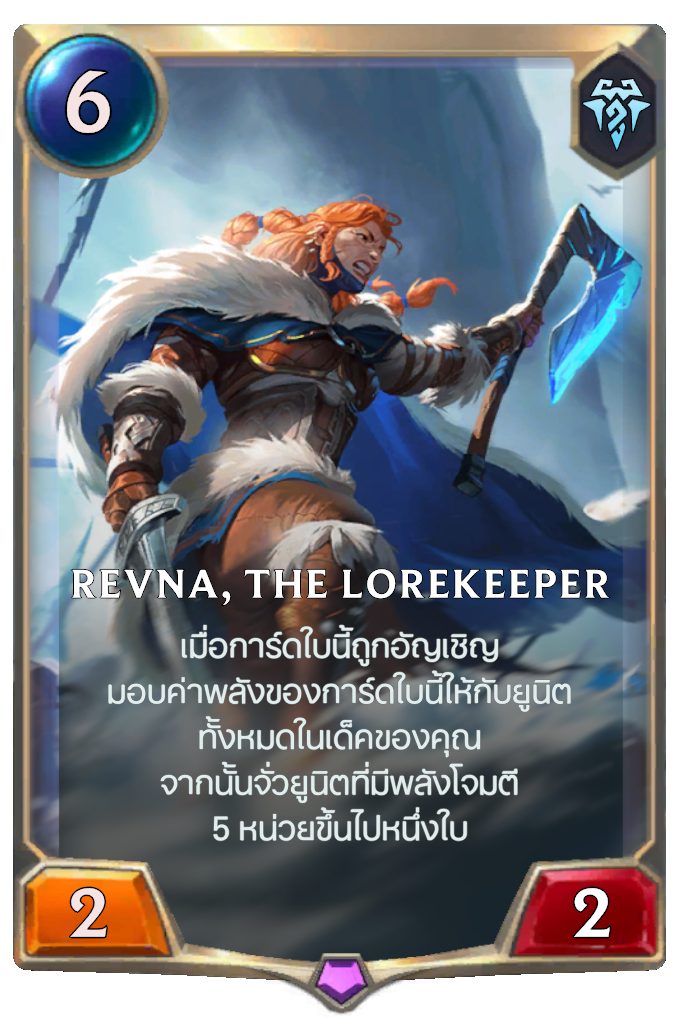 6
REVNA, THE LOREKEEPER
เมื่อการ์ดใบนี้ถูกอัญเชิญ
มอบค่าพลังของการ์ดใบนี้ให้กับยูนิต
ทั้งหมดในเด็คของคุณ
จากนั้นจั่วยูนิตที่มีพลังโจมตี
5 หน่วยขึ้นไปหนึ่งใบ
2
2